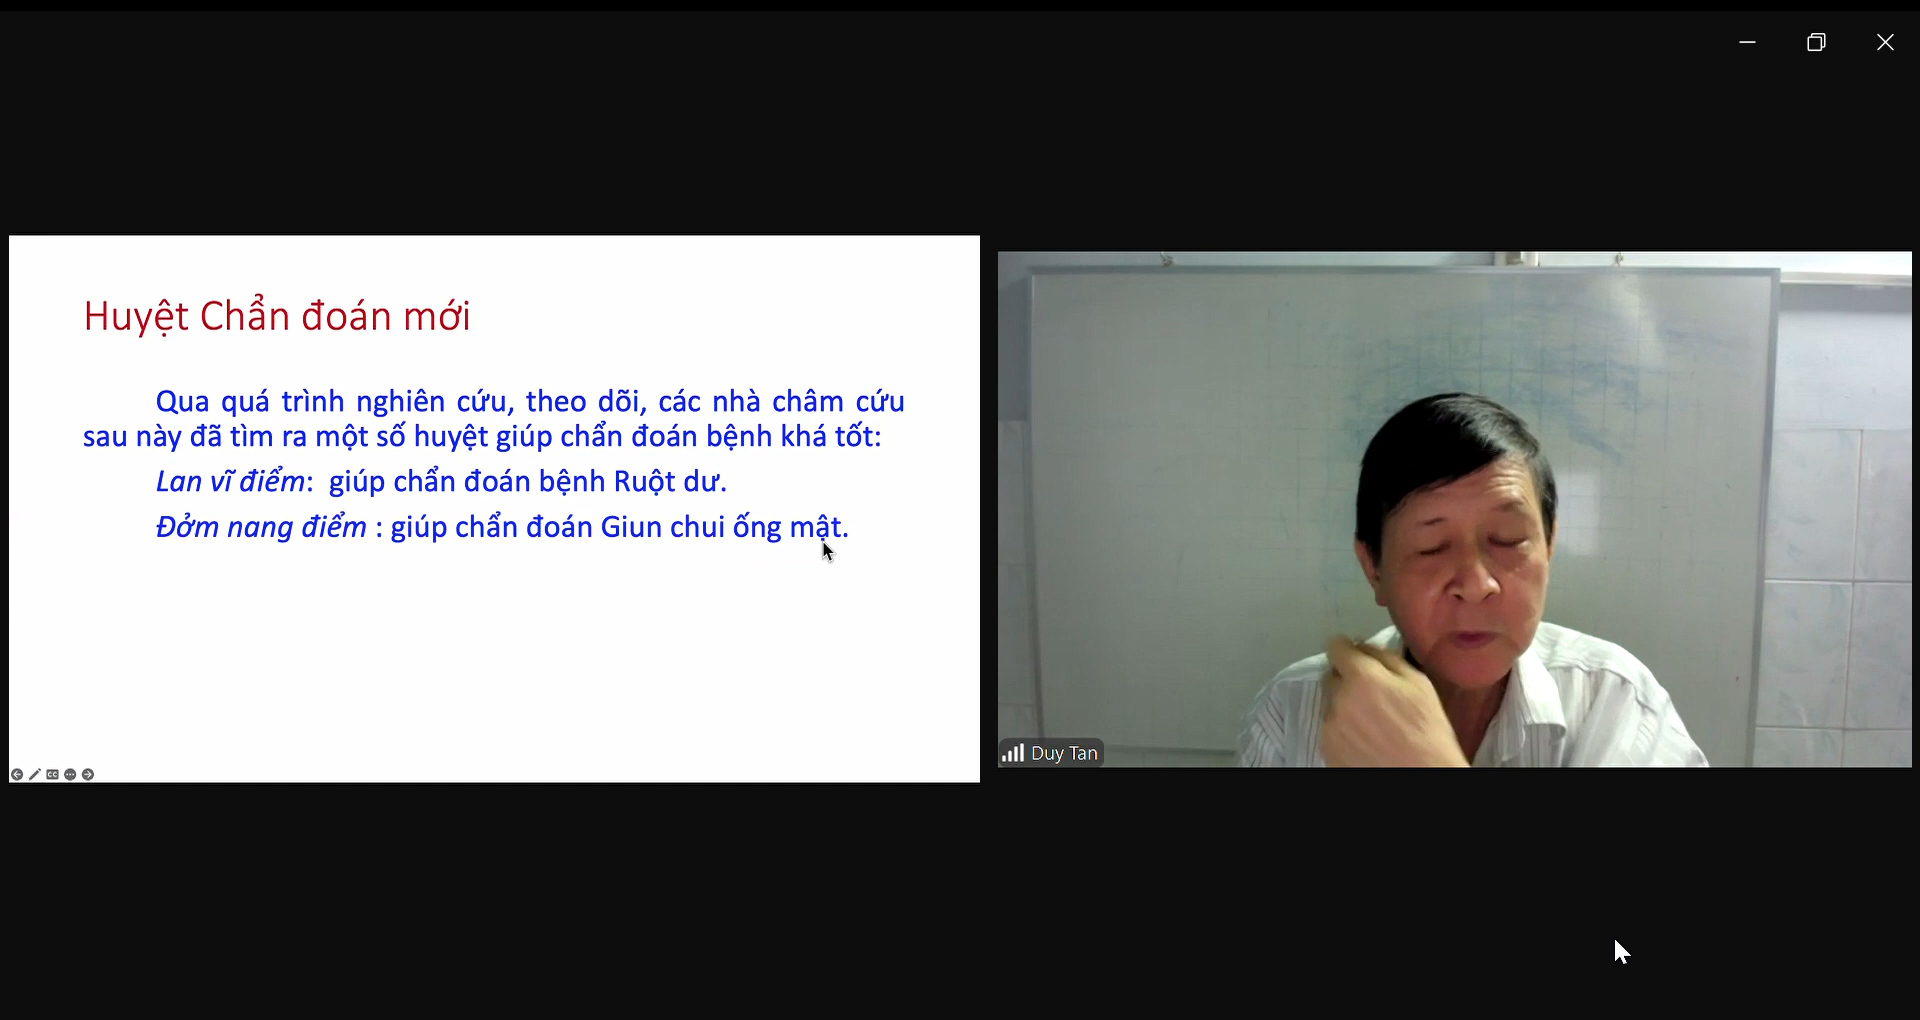 Huyệt Chẩn đoán mới
Qua quá trình nghiên cứu, theo dõi, các nhà châm cứu
sau này đã tìm ra một số huyệt giúp chẩn đoán bệnh khá tốt:
Lan vĩ điểm: giúp chẩn đoán bệnh Ruột dư.
Đởm nang điểm : giúp chẩn đoán Giun chui ống mật.
Duy Tan